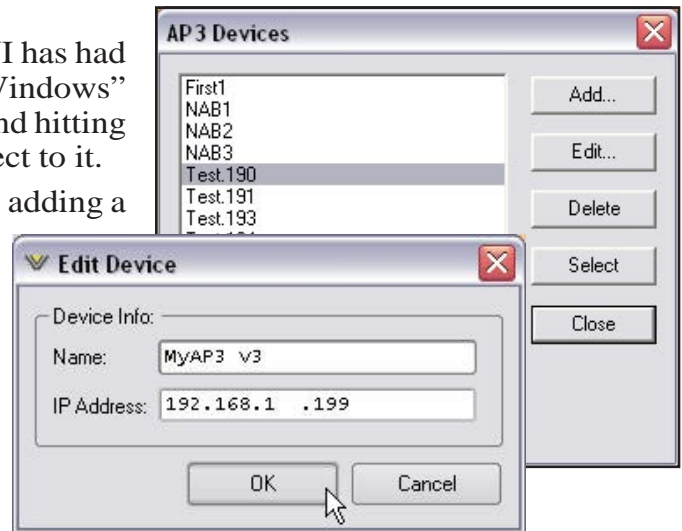 I has had
Windows"
nd hitting
ect to it.
adding a
AP3 Devices
First1
NAB1
NAB2
NAB3
Test.190
Test.191
Test.193
Add...
Edit...
Delete
Select
Close
Edit Device
Device Info:
Name: MyAP3 v3
IP Address: 192.168.1 .199
OK
Cancel